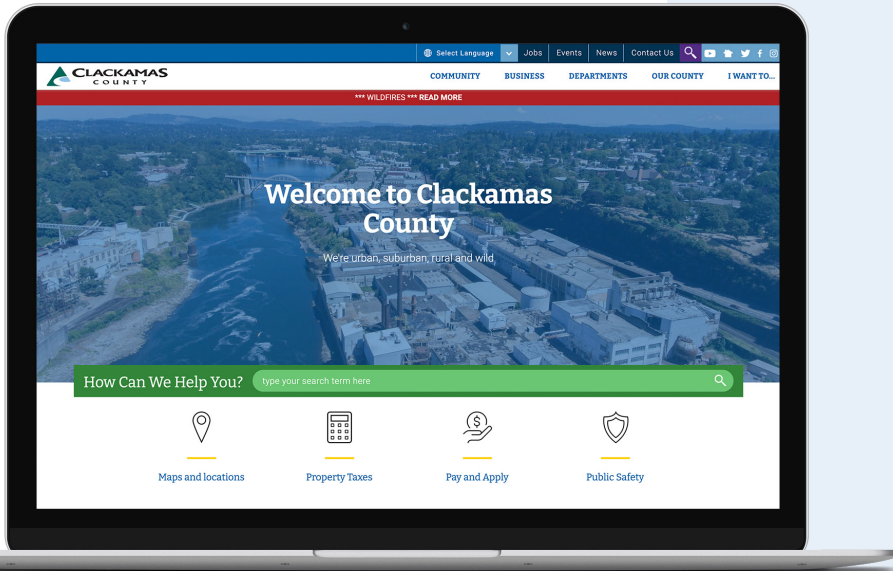 Select Language
Jobs
Events
News
Contact Us
CLACKAMAS
COUNTY
COMMUNITY
BUSINESS
DEPARTMENTS
OUR COUNTY
I WANT TO...
*** WILDFIRES *** READ MORE
Welcome to Clackamas
County
We're urban, suburban, rural and wild
How Can We Help You?
type your search term here
Maps and locations
Property Taxes
Pay and Apply
Public Safety